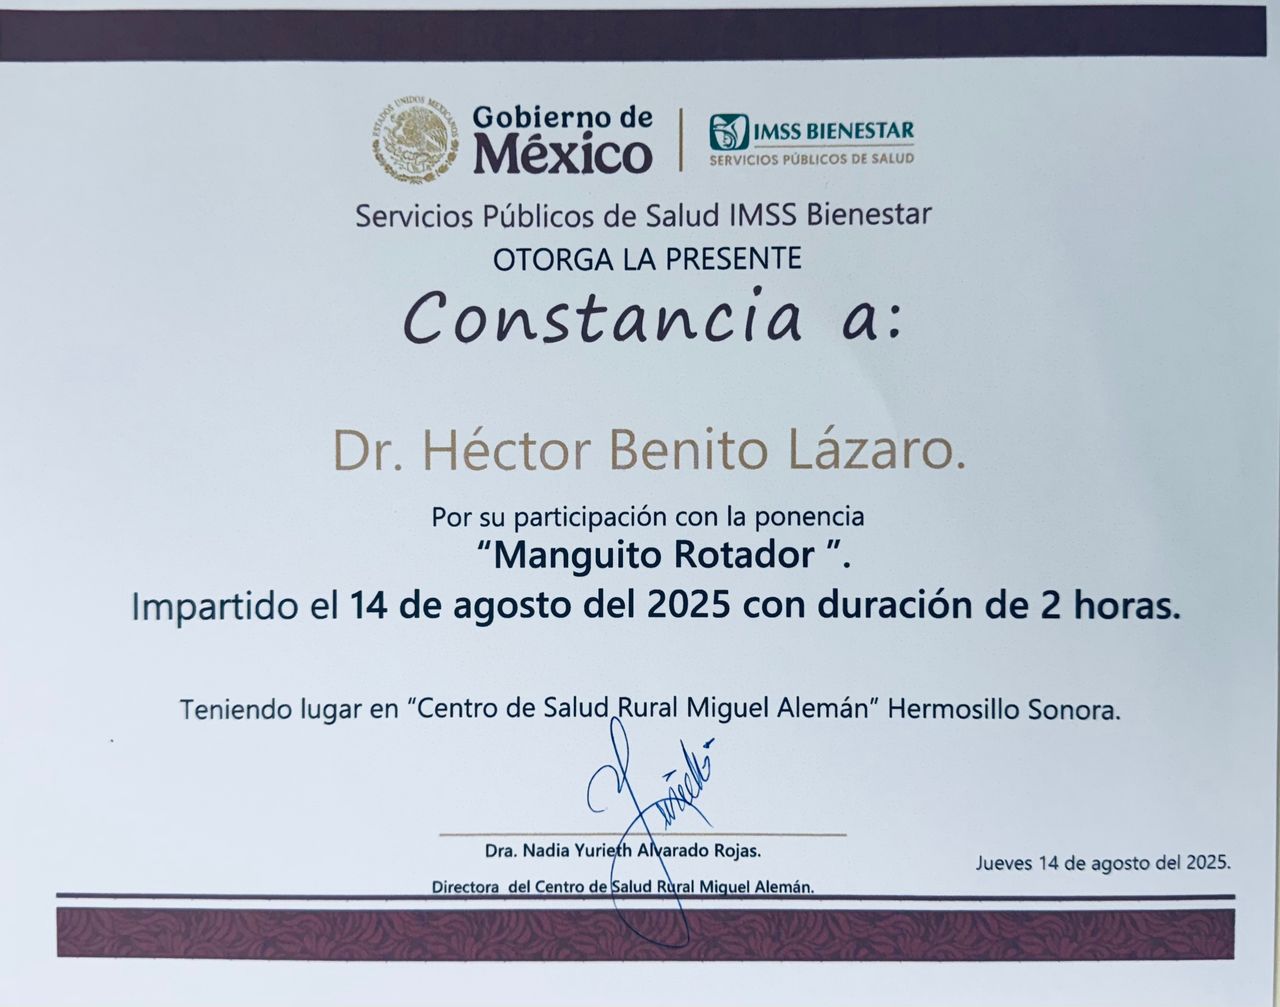 ESTADOS UNIDOS MEXICANOS
Gobierno de
México
IMSS BIENESTAR
SERVICIOS PÚBLICOS DE SALUD
Servicios Públicos de Salud IMSS Bienestar
OTORGA LA PRESENTE
Constancia a:
Dr. Héctor Benito Lázaro.
Por su participación con la ponencia
“Manguito Rotador ”.
Impartido el 14 de agosto del 2025 con duración de 2 horas.
Teniendo lugar en “Centro de Salud Rural Miguel Alemán” Hermosillo Sonora.
Dra. Nadia Yurieth Alvarado Rojas.
Directora del Centro de Salud Rural Miguel Alemán.
Jueves 14 de agosto del 2025.